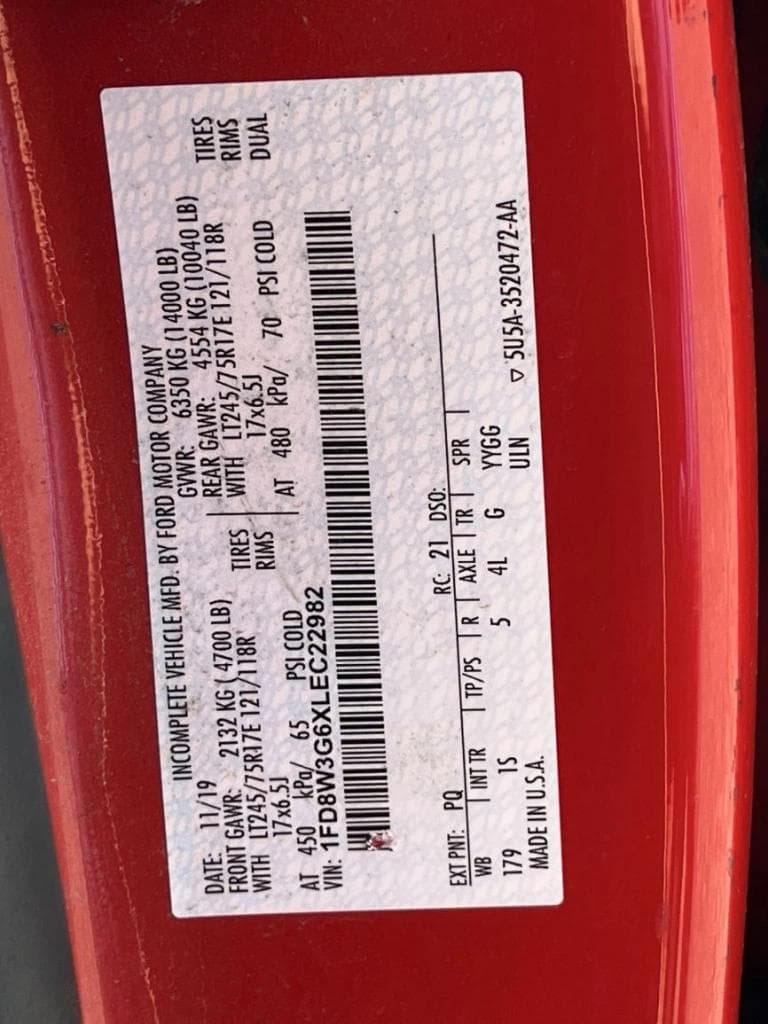 INCOMPLETE VEHICLE MFD. BY FORD MOTOR COMPANY
DATE: 11/19 GVWR: 6350 KG (14000 LB)
FRONT GAWR: 2132 KG (4700 LB) REAR GAWR: 4554 KG (10040 LB)
WITH LT245/75R17E 121/118R TIRES WITH LT245/75R17E 121/118R TIRES
17x6.5J RIMS 17x6.5J RIMS
AT 450 kPa/ 65 PSI COLD AT 480 kPa/ 70 PSI COLD DUAL
VIN: 1FD8W3G6XLEC22982
EXT PNT: PQ RC: 21 DSO:
WB INT TR TP/PS R AXLE TR SPR
179 1S 5 4L G YYGG
MADE IN U.S.A. ULN
▽ 5U5A-3520472-AA